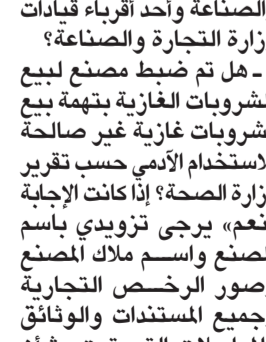 الصناعة وأحد أقرباء قيادات
زارة التجارة والصناعة؟
ـ هل تم ضبط مصنع لبيع
لشروبات الغازية بتهمة بيع
شروبات غازية غير صالحة
لاستخدام الآدمي حسب تقرير
زارة الصحة؟ إذا كانت الإجابة
نعم» يرجى تزويدي باسم
لصنع واسم ملاك المصنع
صور الرخص التجارية
جميع المستندات والوثائق